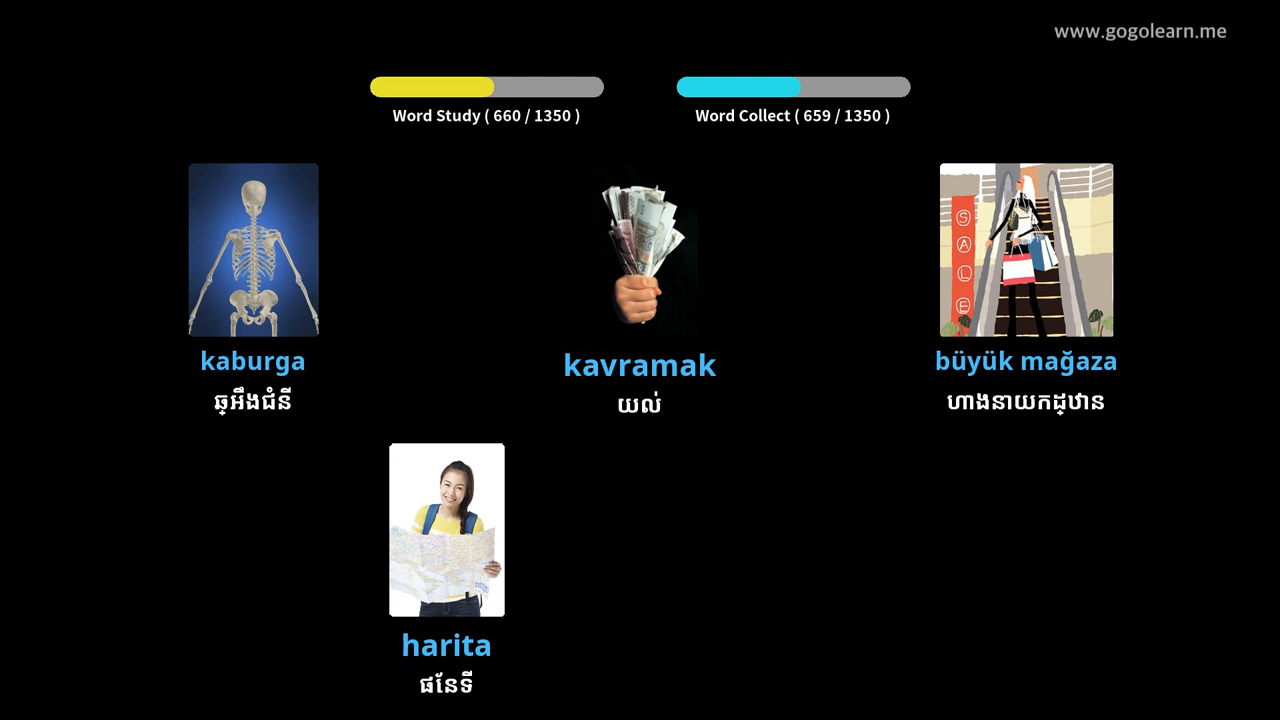 www.gogolearn.me
Word Study ( 660 / 1350 )
Word Collect ( 659 / 1350 )
SALE
kaburga
kavramak
büyük mağaza
ឆ្អឹងជំនី
យល់
ហាងនាយកដ្ឋាន
harita
ផែនទី